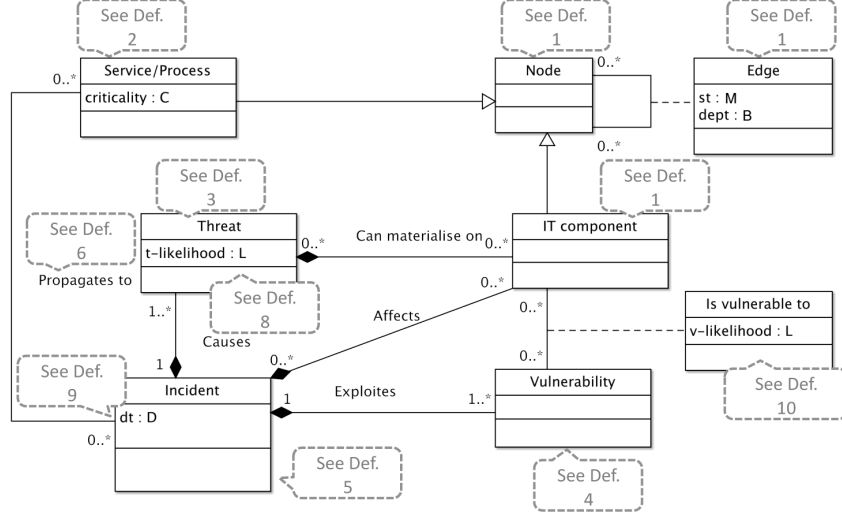 See Def.
2
See Def.
1
See Def.
1
Service/Process
criticality : C
0..*
Node
0..*
0..*
Edge
st : M
dept : B
See Def.
3
See Def.
1
See Def.
6
Propagates to
Threat
t-likelihood : L
0..*
Can materialise on
0..*
IT component
0..*
See Def.
8
1..*
Causes
1
Affects
0..*
0..*
0..*
Is vulnerable to
v-likelihood : L
See Def.
10
See Def.
9
Incident
dt : D
0..*
1
Exploites
1..*
Vulnerability
See Def.
5
See Def.
4